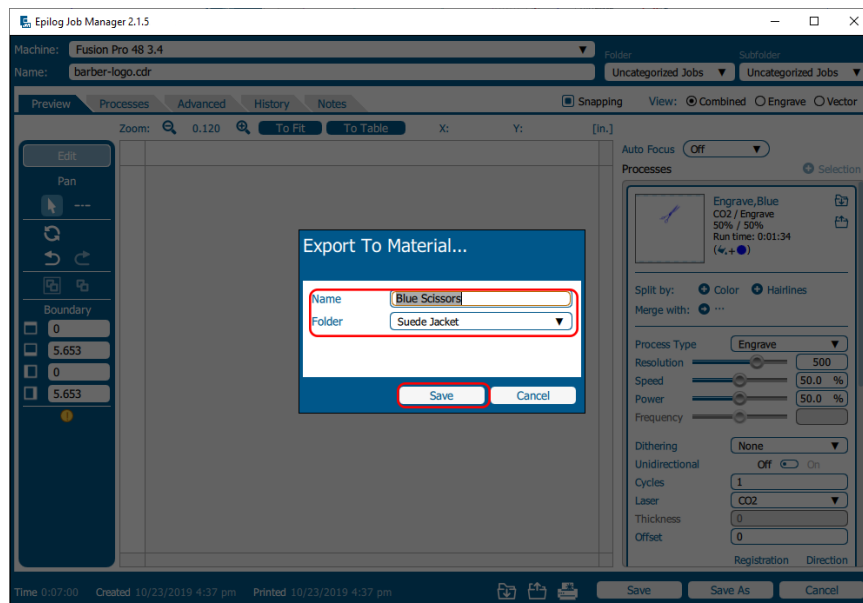 Epilog Job Manager 2.1.5
Machine: Fusion Pro 48 3.4
Folder Subfolder
Name: barber-logo.cdr Uncategorized Jobs Uncategorized Jobs
Preview Processes Advanced History Notes Snapping View: Combined Engrave Vector
Zoom: 0.120 To Fit To Table X: Y: [in.]
Edit
Pan
Boundary
0
5.653
0
5.653
Export To Material...
Name Blue Scissors
Folder Suede Jacket
Save Cancel
Auto Focus Off
Processes Selection
Engrave,Blue
CO2 / Engrave
50% / 50%
Run time: 0:01:34
Split by: Color Hairlines
Merge with: ...
Process Type Engrave
Resolution 500
Speed 50.0 %
Power 50.0 %
Frequency
Dithering None
Unidirectional Off On
Cycles 1
Laser CO2
Thickness 0
Offset 0
Registration Direction
Time 0:07:00 Created 10/23/2019 4:37 pm Printed 10/23/2019 4:37 pm Save Save As Cancel